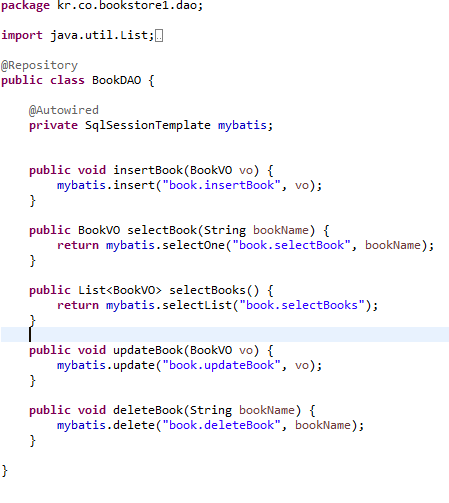 package kr.co.bookstore1.dao;
import java.util.List;
@Repository
public class BookDAO {
@Autowired
private SqlSessionTemplate mybatis;
public void insertBook(BookVO vo) {
mybatis.insert("book.insertBook", vo);
}
public BookVO selectBook(String bookName) {
return mybatis.selectOne("book.selectBook", bookName);
}
public List<BookVO> selectBooks() {
return mybatis.selectList("book.selectBooks");
}
public void updateBook(BookVO vo) {
mybatis.update("book.updateBook", vo);
}
public void deleteBook(String bookName) {
mybatis.delete("book.deleteBook", bookName);
}
}